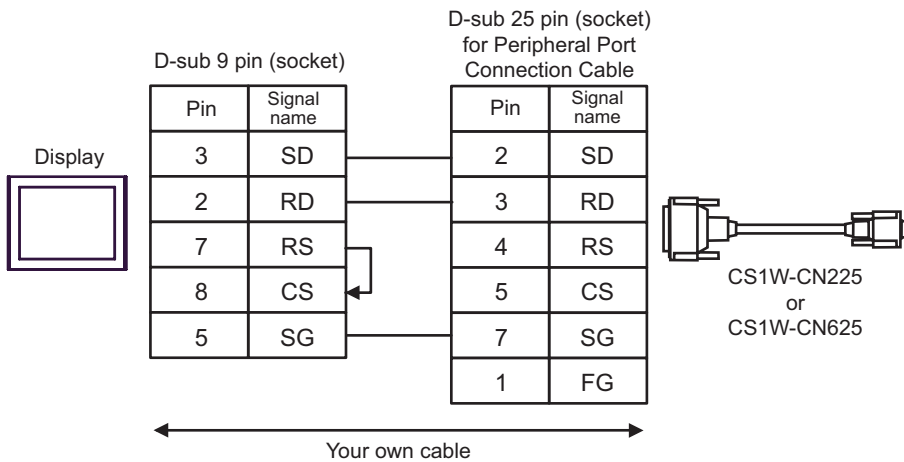 D-sub 25 pin (socket)
for Peripheral Port
Connection Cable
D-sub 9 pin (socket)
Display
Pin Signal name
3 SD
2 RD
7 RS
8 CS
5 SG
Pin Signal name
2 SD
3 RD
4 RS
5 CS
7 SG
1 FG
CS1W-CN225
or
CS1W-CN625
Your own cable